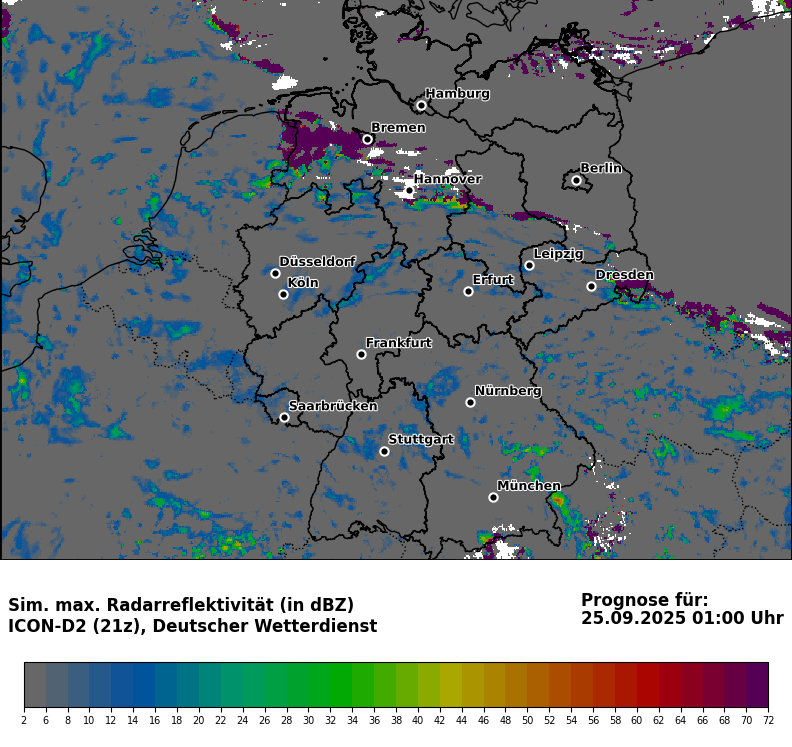 Hamburg
Bremen
Berlin
Hannover
Leipzig
Düsseldorf
Dresden
Köln
Erfurt
Frankfurt
Nürnberg
Saarbrücken
Stuttgart
München
Sim. max. Radarreflektivität (in dBZ)
ICON-D2 (21z), Deutscher Wetterdienst
Prognose für:
25.09.2025 01:00 Uhr
2 6 8 10 12 14 16 18 20 22 24 26 28 30 32 34 36 38 40 42 44 46 48 50 52 54 56 58 60 62 64 66 68 70 72